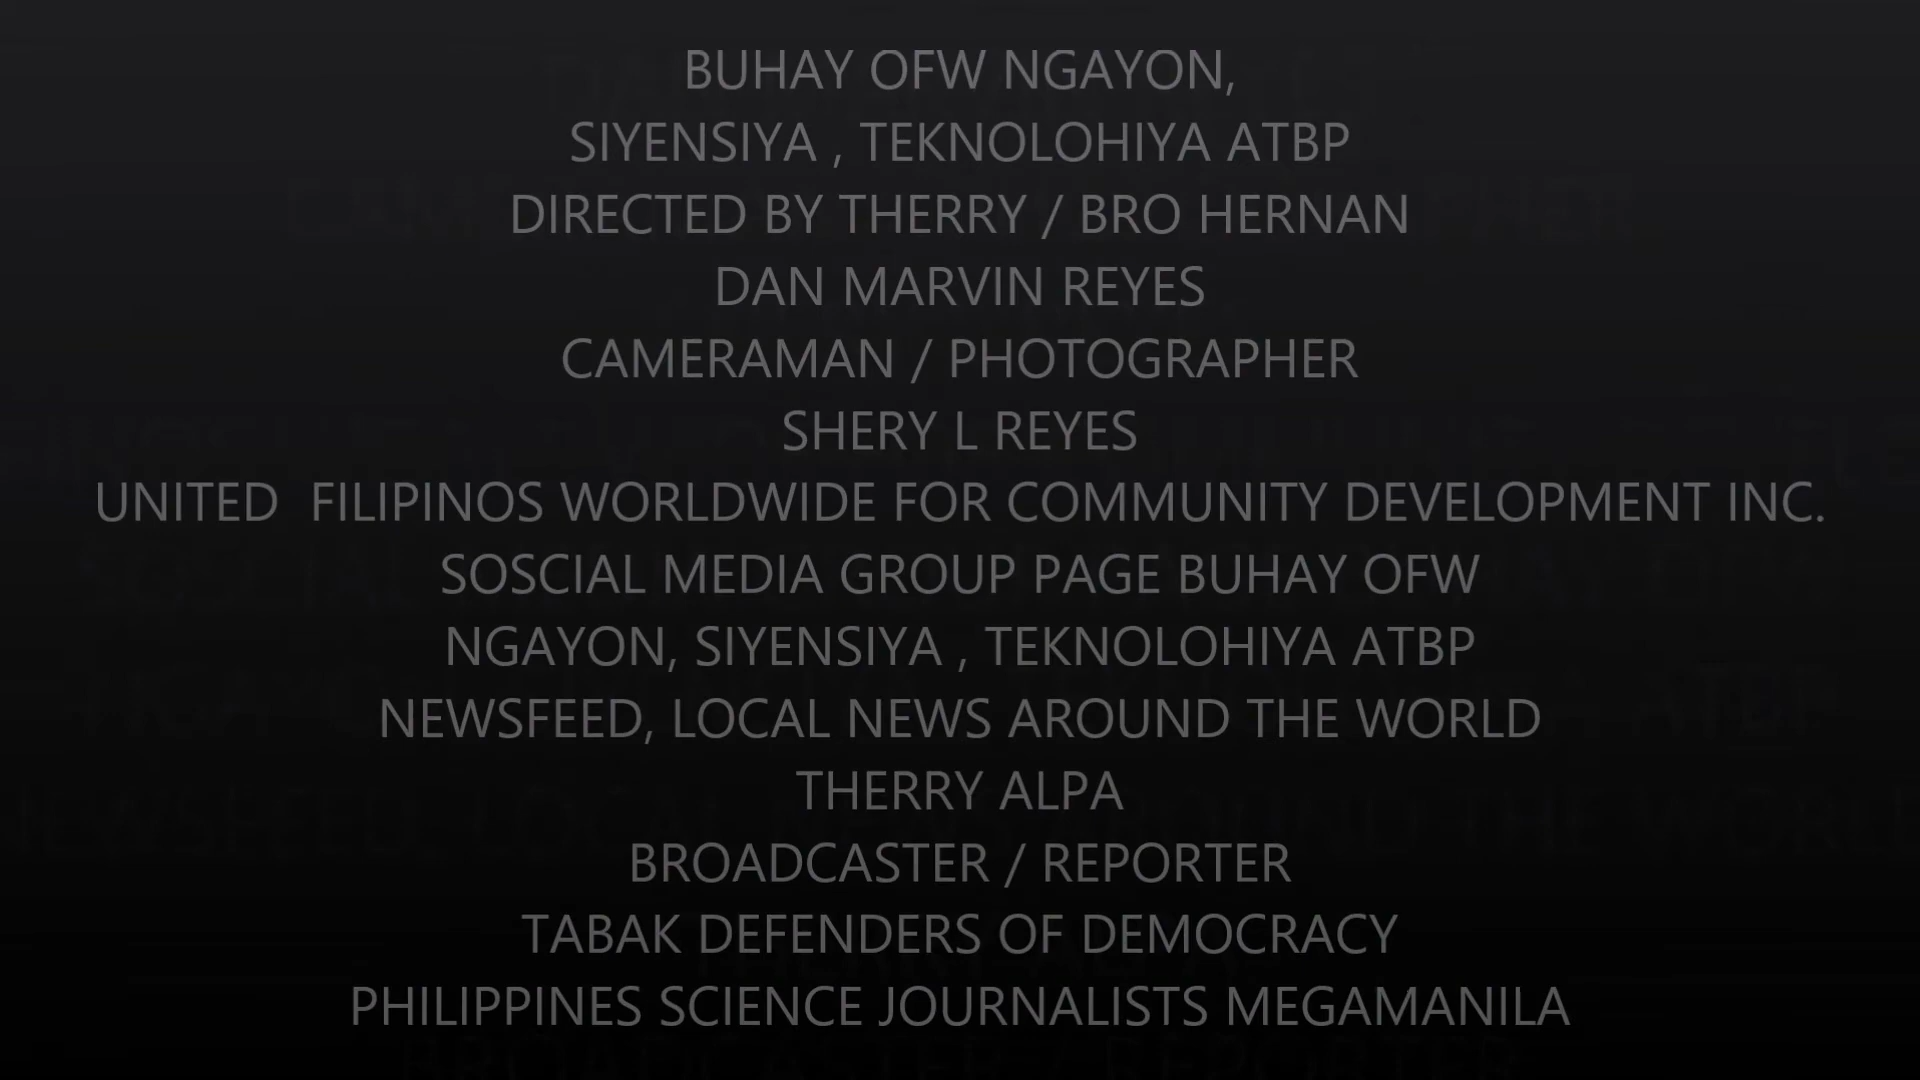 BUHAY OFW NGAYON,
SIYENSIYA , TEKNOLOHIYA ATBP
DIRECTED BY THERRY / BRO HERNAN
DAN MARVIN REYES
CAMERAMAN / PHOTOGRAPHER
SHERY L REYES
UNITED  FILIPINOS WORLDWIDE FOR COMMUNITY DEVELOPMENT INC.
SOSCIAL MEDIA GROUP PAGE BUHAY OFW
NGAYON, SIYENSIYA , TEKNOLOHIYA ATBP
NEWSFEED, LOCAL NEWS AROUND THE WORLD
THERRY ALPA
BROADCASTER / REPORTER
TABAK DEFENDERS OF DEMOCRACY
PHILIPPINES SCIENCE JOURNALISTS MEGAMANILA